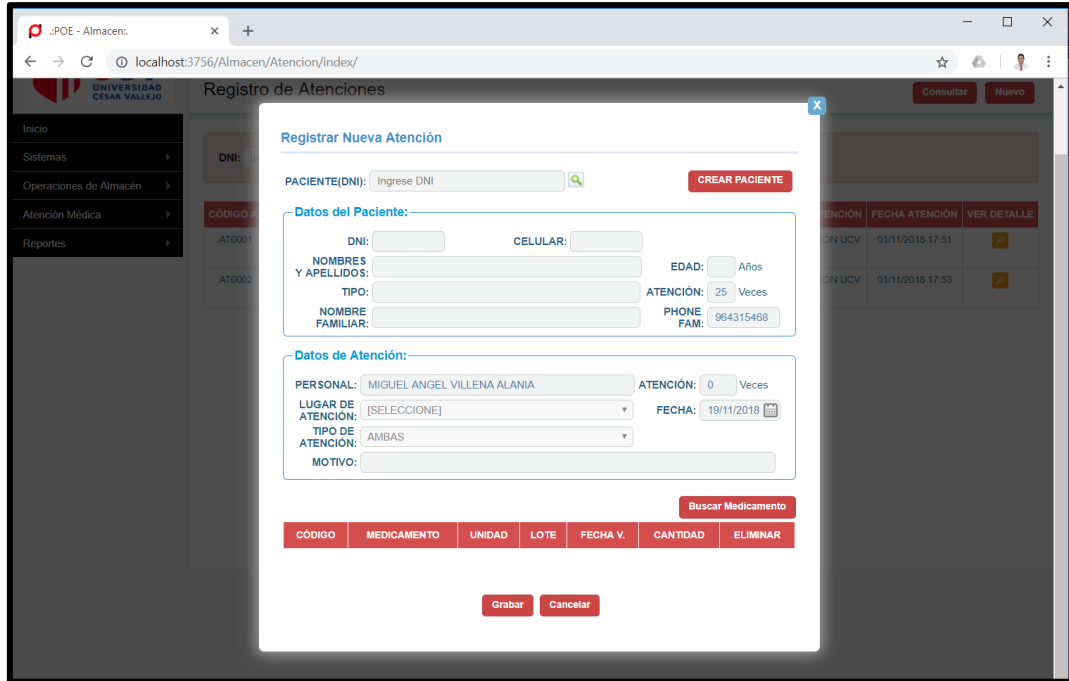 .:POE - Almacen:.
localhost:3756/Almacen/Atencion/index/
UNIVERSIDAD
CÉSAR VALLEJO
Registro de Atenciones
Consultar
Nuevo
Inicio
Sistemas
Operaciones de Almacén
Atención Médica
Reportes
DNI:
X
Registrar Nueva Atención
PACIENTE(DNI): Ingrese DNI
CREAR PACIENTE
Datos del Paciente:
DNI: CELULAR:
NOMBRES
Y APELLIDOS: EDAD: Años
TIPO: ATENCIÓN: 25 Veces
NOMBRE
FAMILIAR: PHONE
FAM: 964315468
Datos de Atención:
PERSONAL: MIGUEL ANGEL VILLENA ALANIA ATENCIÓN: 0 Veces
LUGAR DE
ATENCIÓN: [SELECCIONE] FECHA: 19/11/2018
TIPO DE
ATENCIÓN: AMBAS
MOTIVO:
Buscar Medicamento
CÓDIGO MEDICAMENTO UNIDAD LOTE FECHA V. CANTIDAD ELIMINAR
Grabar Cancelar
CÓDIGO FECHA ATENCIÓN VER DETALLE
AT0001 UCV 01/11/2018 17:51
AT0002 UCV 01/11/2018 17:53